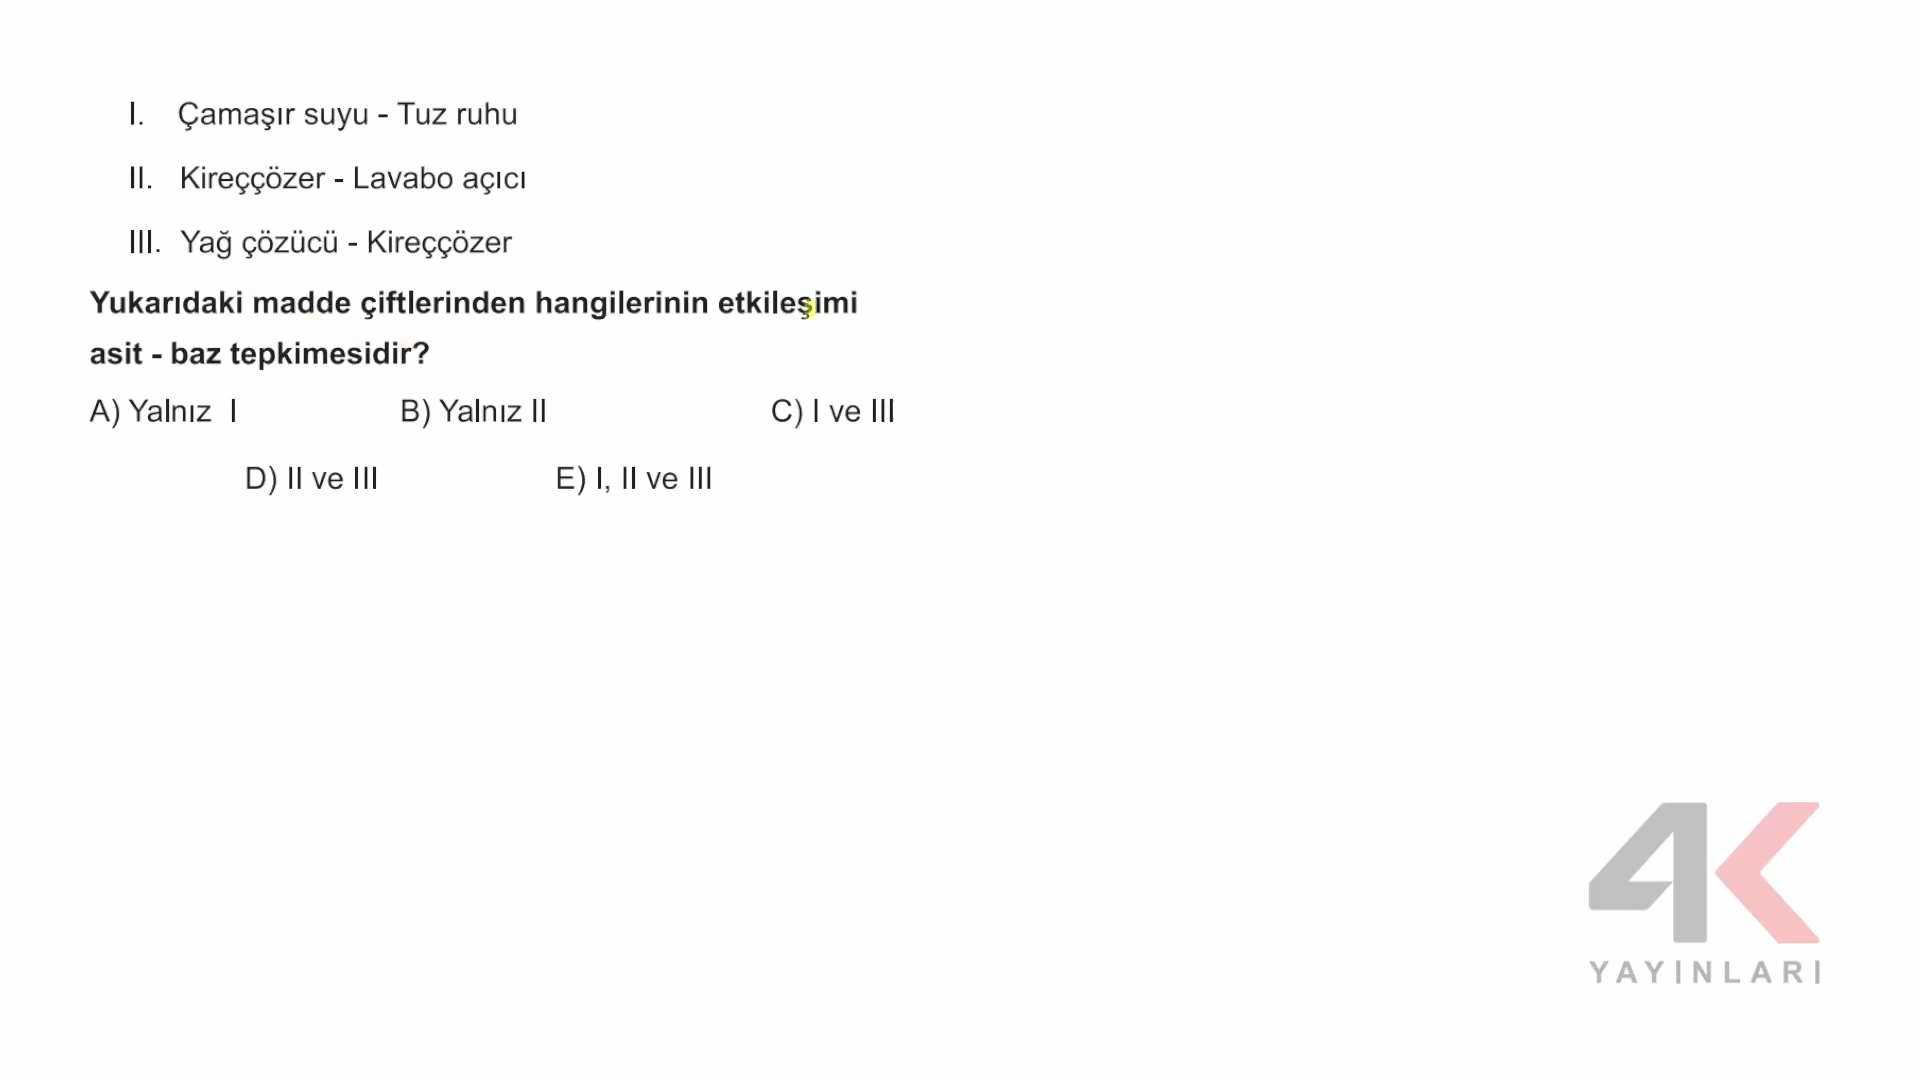 I. Çamaşır suyu - Tuz ruhu
II. Kireççözer - Lavabo açıcı
III. Yağ çözücü - Kireççözer
Yukarıdaki madde çiftlerinden hangilerinin etkileşimi
asit - baz tepkimesidir?
A) Yalnız I B) Yalnız II C) I ve III
D) II ve III E) I, II ve III
4K
YAYINLARI